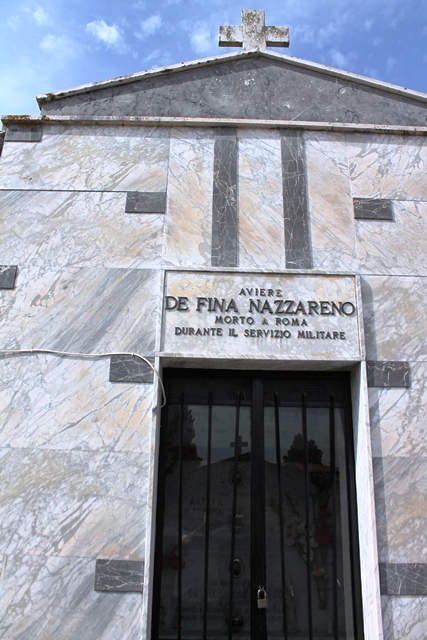 AVIERE
DE FINA NAZZARENO
MORTO A ROMA
DURANTE IL SERVIZIO MILITARE